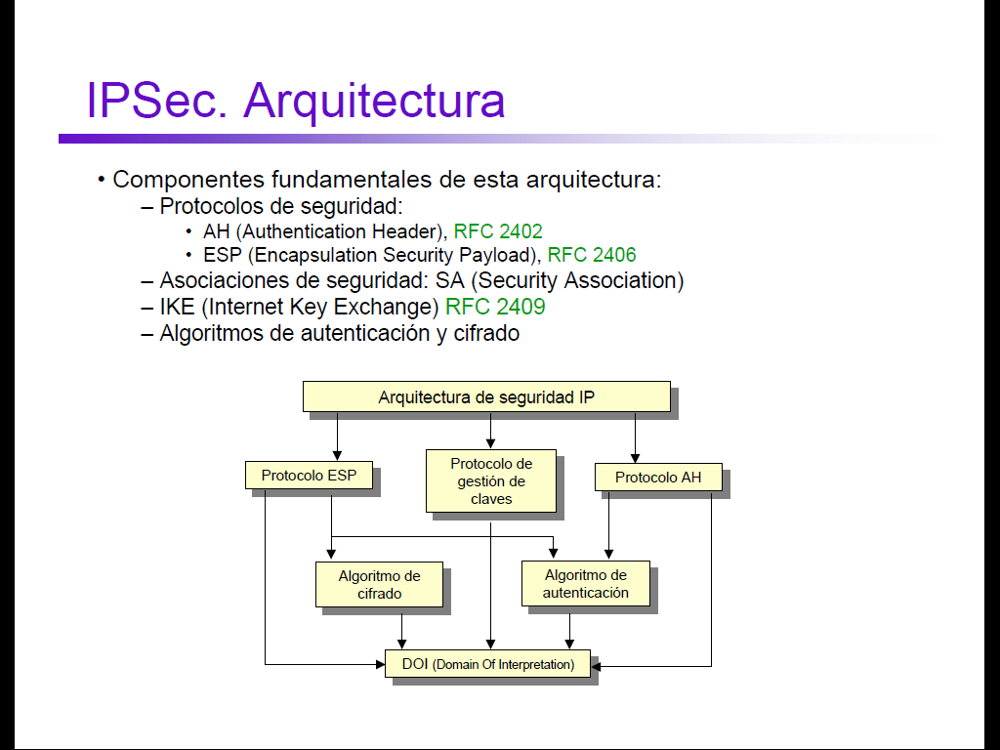 IPSec. Arquitectura
• Componentes fundamentales de esta arquitectura:
– Protocolos de seguridad:
• AH (Authentication Header), RFC 2402
• ESP (Encapsulation Security Payload), RFC 2406
– Asociaciones de seguridad: SA (Security Association)
– IKE (Internet Key Exchange) RFC 2409
– Algoritmos de autenticación y cifrado
Arquitectura de seguridad IP
Protocolo ESP
Protocolo de
gestión de
claves
Protocolo AH
Algoritmo de
cifrado
Algoritmo de
autenticación
DOI (Domain Of Interpretation)